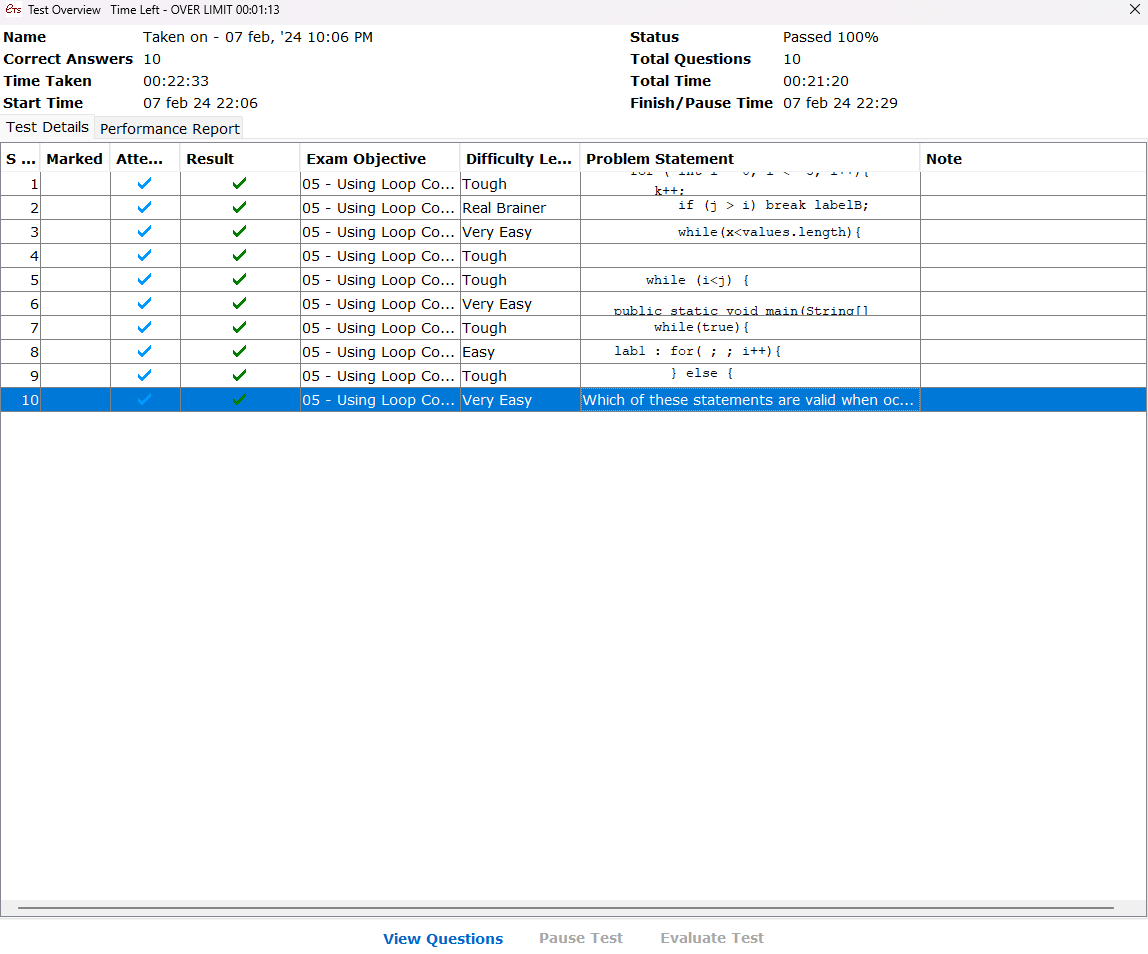 ETS Test Overview Time Left - OVER LIMIT 00:01:13
Name Taken on - 07 feb, '24 10:06 PM Status Passed 100%
Correct Answers 10 Total Questions 10
Time Taken 00:22:33 Total Time 00:21:20
Start Time 07 feb 24 22:06 Finish/Pause Time 07 feb 24 22:29
Test Details Performance Report
S ... Marked Atte... Result Exam Objective Difficulty Le... Problem Statement Note
1 05 - Using Loop Co... Tough k++;
2 05 - Using Loop Co... Real Brainer if (j > i) break labelB;
3 05 - Using Loop Co... Very Easy while(x<values.length){
4 05 - Using Loop Co... Tough
5 05 - Using Loop Co... Tough while (i<j) {
6 05 - Using Loop Co... Very Easy public static void main(String[]
7 05 - Using Loop Co... Tough while(true){
8 05 - Using Loop Co... Easy labl : for( ; ; i++){
9 05 - Using Loop Co... Tough } else {
10 05 - Using Loop Co... Very Easy Which of these statements are valid when oc...
View Questions Pause Test Evaluate Test